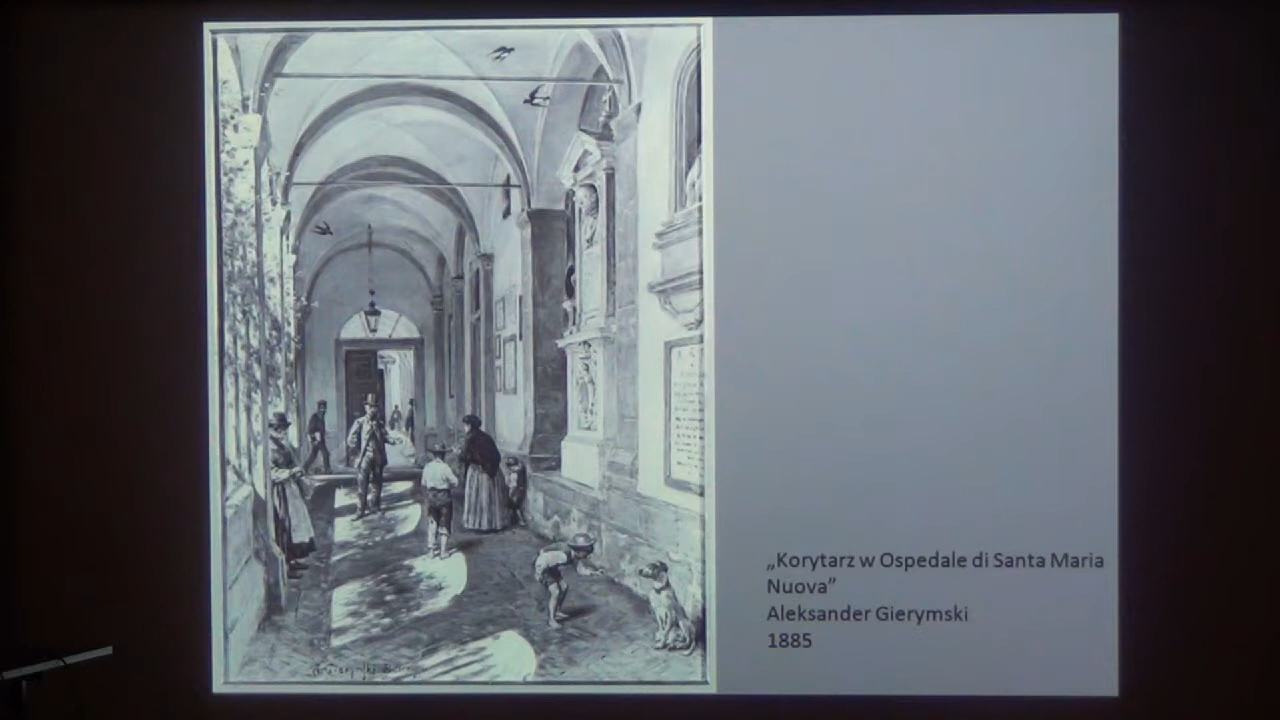 „Korytarz w Ospedale di Santa Maria
Nuova”
Aleksander Gierymski
1885